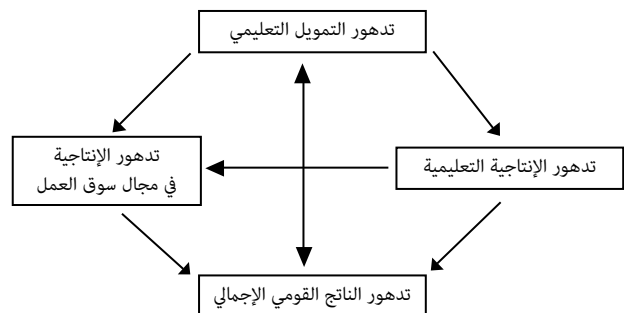 تدهور التمويل التعليمي
تدهور الإنتاجية التعليمية
تدهور الإنتاجية
في مجال سوق العمل
تدهور الناتج القومي الإجمالي